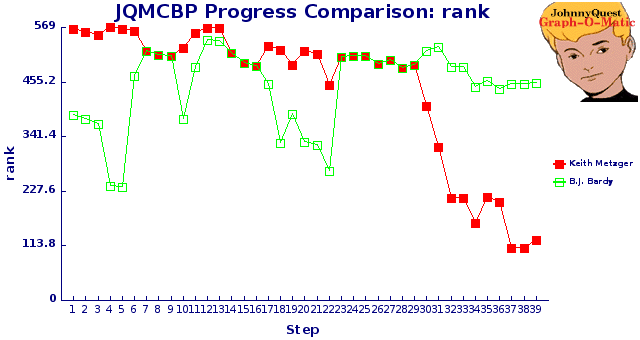 JQMCBP Progress Comparison: rank
JohnnyQuest
Graph-O-Matic
569
455.2
341.4
227.6
113.8
0
rank
1 2 3 4 5 6 7 8 9 10 11 12 13 14 15 16 17 18 19 20 21 22 23 24 25 26 27 28 29 30 31 32 33 34 35 36 37 38 39
Step
Keith Metzger
B.J. Bardy